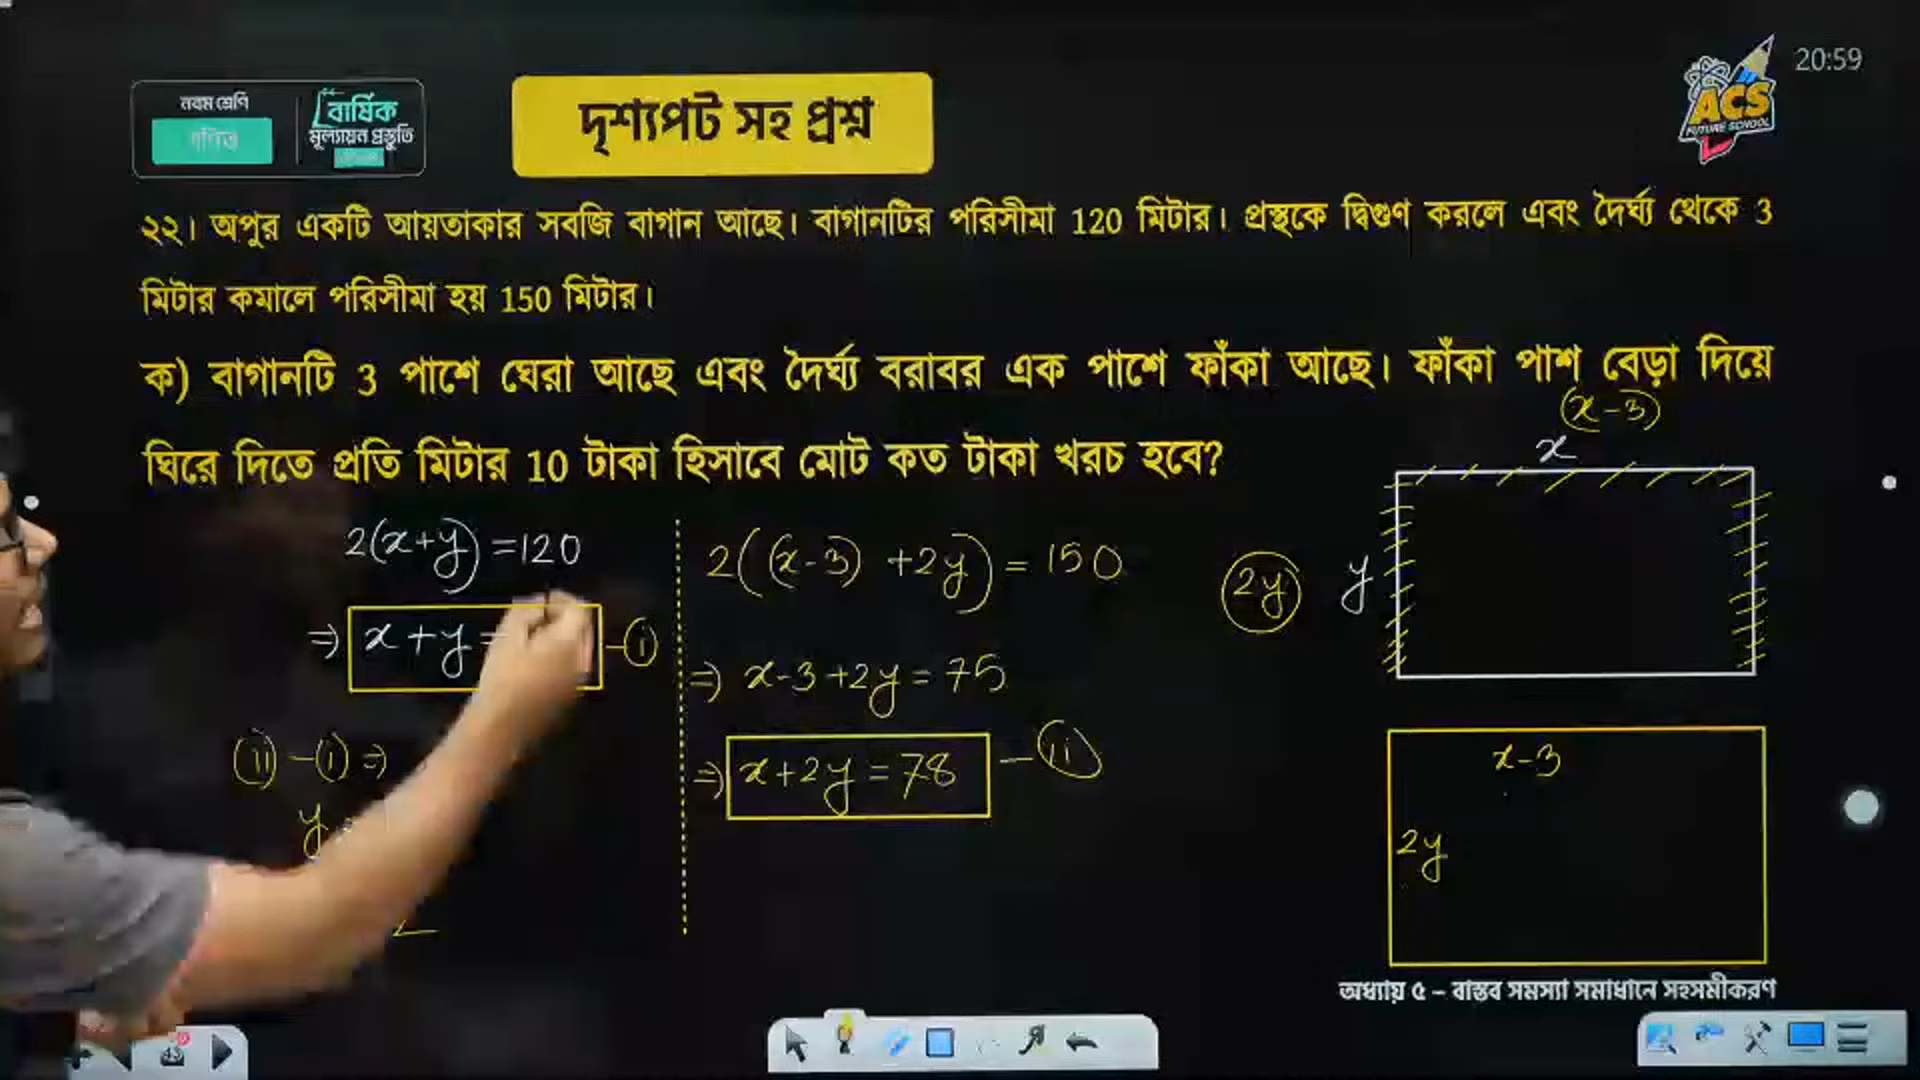 20:59
নবম শ্রেণি
গণিত
বার্ষিক
মূল্যায়ন প্রস্তুতি
দৃশ্যপট সহ প্রশ্ন
ACS
FUTURE SCHOOL
২২। অপুর একটি আয়তাকার সবজি বাগান আছে। বাগানটির পরিসীমা 120 মিটার। প্রস্থকে দ্বিগুণ করলে এবং দৈর্ঘ্য থেকে 3
মিটার কমালে পরিসীমা হয় 150 মিটার।
ক) বাগানটি 3 পাশে ঘেরা আছে এবং দৈর্ঘ্য বরাবর এক পাশে ফাঁকা আছে। ফাঁকা পাশ বেড়া দিয়ে
ঘিরে দিতে প্রতি মিটার 10 টাকা হিসাবে মোট কত টাকা খরচ হবে?
(x-3)
x
2y
y
2(x+y) =120
⇒ x+y= -(i)
(ii) -(i) ⇒
y =
2((x-3) +2y) = 150
⇒ x-3+2y = 75
⇒ x+2y = 78 -(ii)
x-3
2y
অধ্যায় ৫ – বাস্তব সমস্যা সমাধানে সহসমীকরণ